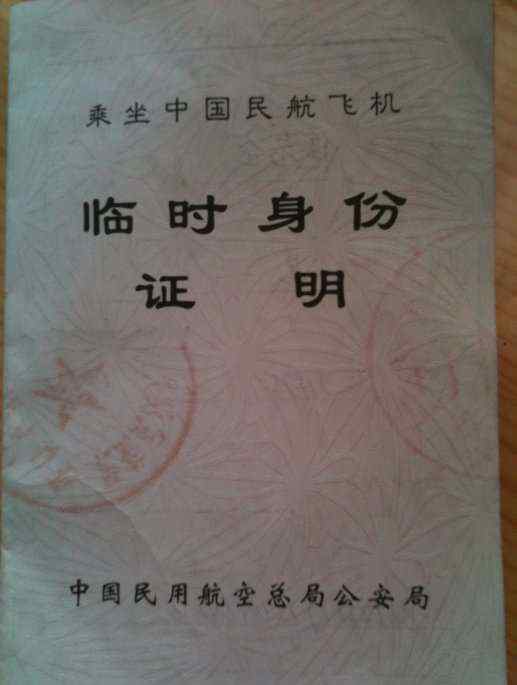 乘坐中国民航飞机
临时身份
证明
中国民用航空总局公安局